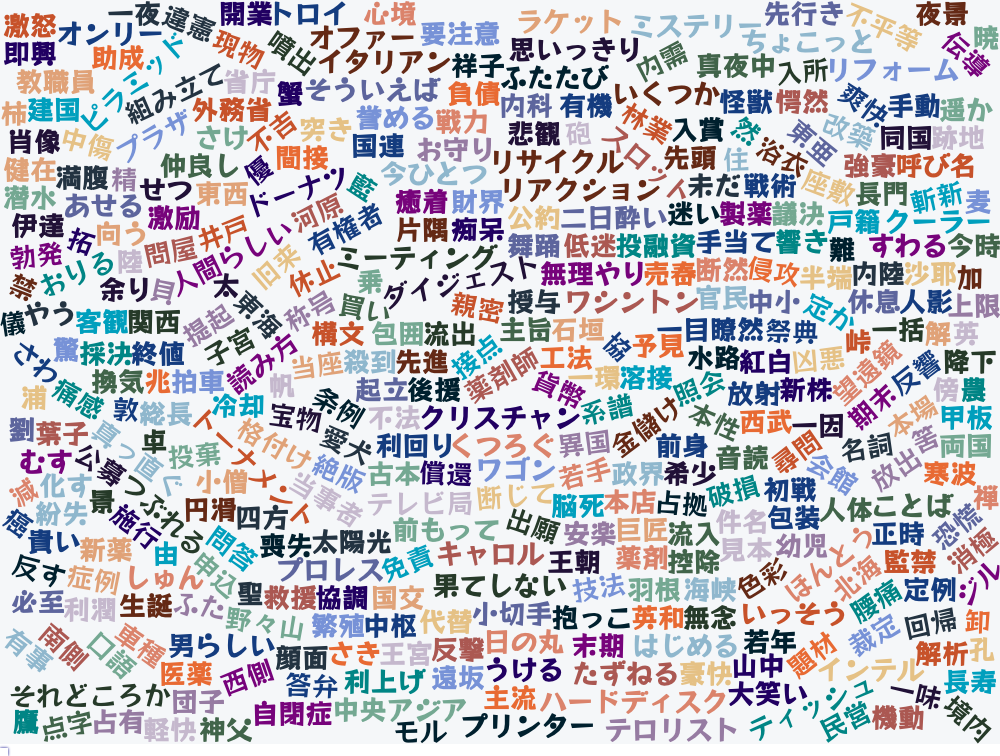 激怒 オンリー 一夜 違憲 開業 トロイ 心境 ラケット ミステリー 先行き 不平等 夜景
即興 助成 ピラミッド 現物 噴出 オファー 要注意 思いっきり ちょこっと 伝導 暁
教職員 組み立て 省庁 蟹 イタリアン 祥子 ふたたび 内需 真夜中 入所 リフォーム
柿 建国 プラザ 外務省 そういえば 負債 内科 有機 いくつか 怪獣 愕然 爽快 手動 遥か
肖像 中傷 さけ 不吉 突き 誉める 戦力 悲観 砲 スロ 林業 入賞 然 浴衣 東亜 改築 同国 跡地
健在 満腹 精 仲良し 優 間接 国連 お守り リサイクル 先頭 住 強豪 呼び名
潜水 あせる せつ 東西 ドーナツ 藍 今ひとつ リアクション 未だ 戦術 座敷 長門 斬新 麦
伊達 拓 向う 激励 井戸 河原 有権者 癒着 財界 公約 二日酔い 迷い 製薬 議決 戸籍 クーラー
勃発 おりる 陸 問屋 人間らしい 旧来 片隅 痴呆 舞踊 低迷 投融資 手当て 響き 難 すわる 今時
禁 余り 貝 太 休止 ミーティング 乗 ダイジェスト 無理やり 売春 断然 侵攻 半端 内陸 沙耶 加
儀 やう 客観 関西 提起 東海 称号 買い 親密 授与 ワシントン 官民 中小 定か 休息 人影 上限
さわ 驚 採決 終値 子宮 構文 包囲 流出 主旨 石垣 協 予見 一目瞭然 祭典 峠 一括 解 英
換気 兆 拍車 読み方 帆 当座 殺到 先進 接点 薬剤師 工法 水路 紅白 凶悪 望遠鏡 反響 降下
浦 痛感 敦 総長 冷却 宝物 条例 起立 後援 貨幣 環 溶接 照会 放射 新株 期末 傍 農
劉 葉子 真っ直ぐ 卓 トーナメント 格付け 愛犬 不法 クリスチャン 系譜 金儲け 本性 西武 一因 本場 甲板
むす 公募 投棄 絶版 利回り くつろぐ 異国 前身 音読 尋問 会館 名詞 放出 筈 両国
減 化す つぶれる 小僧 当事者 古本 償還 ワゴン 若手 政界 希少 破損 初戦 寒波
癌 紛失 景 施行 円滑 四方 テレビ局 断じて 脳死 本店 占拠 件名 包装 人体 ことば 禅
貴い 新薬 由 問答 喪失 太陽光 前もって 出願 安楽 巨匠 流入 見本 幼児 ほんとう 正時 恐慌
反す 症例 しゅん 申込 プロレス 免責 キャロル 王朝 薬剤 控除 色彩 北海 監禁 消極
必至 利潤 生誕 ふた 聖 救援 協調 国交 果てしない 技法 羽根 海峡 腰痛 定例 ジル
有事 南側 口語 車種 野々山 繁殖 中枢 代替 小切手 抱っこ 英和 無念 いっそう 裁定 回帰 卸
男らしい 顔面 さき 王宮 反撃 日の丸 末期 はじめる 若年 題材 解析 孔
医薬 西側 答弁 利上げ 遠坂 うける たずねる 豪快 山中 インテル 長寿
それどころか 団子 自閉症 中央アジア 主流 ハードディスク 大笑い ティッシュ 一味 境内
鷹 点字 占有 軽快 神父 モル プリンター テロリスト 民営 機動